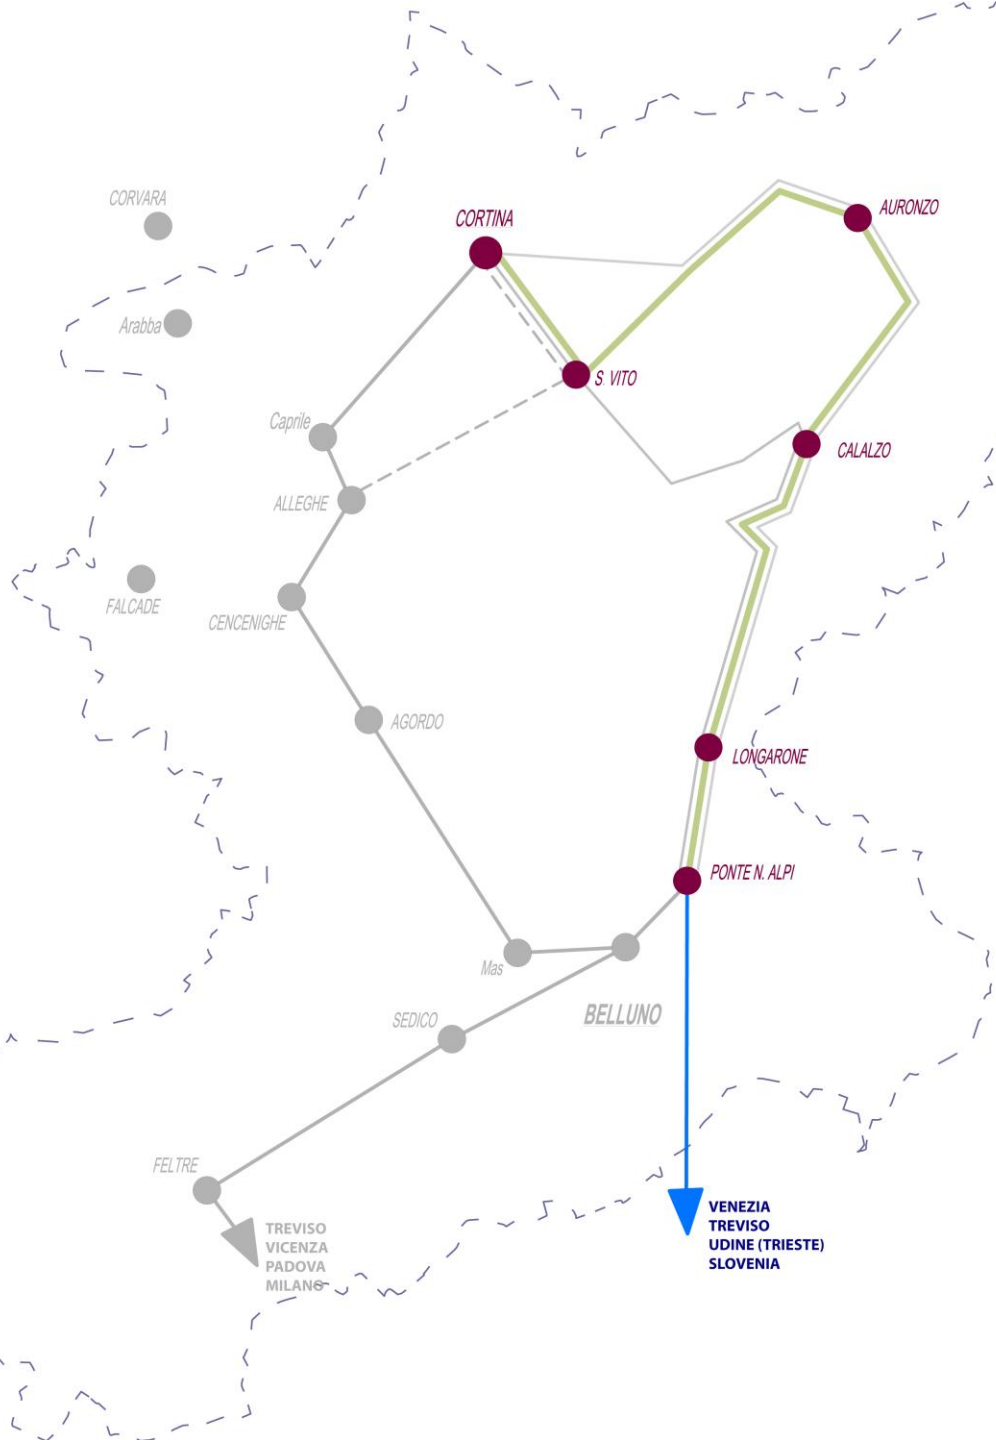 CORVARA
CORTINA
AURONZO
Arabba
S. VITO
Caprile
CALALZO
ALLEGHE
FALCADE
CENCENIGHE
AGORDO
LONGARONE
PONTE N. ALPI
Mas
BELLUNO
SEDICO
FELTRE
VENEZIA
TREVISO
UDINE (TRIESTE)
SLOVENIA
TREVISO
VICENZA
PADOVA
MILANO